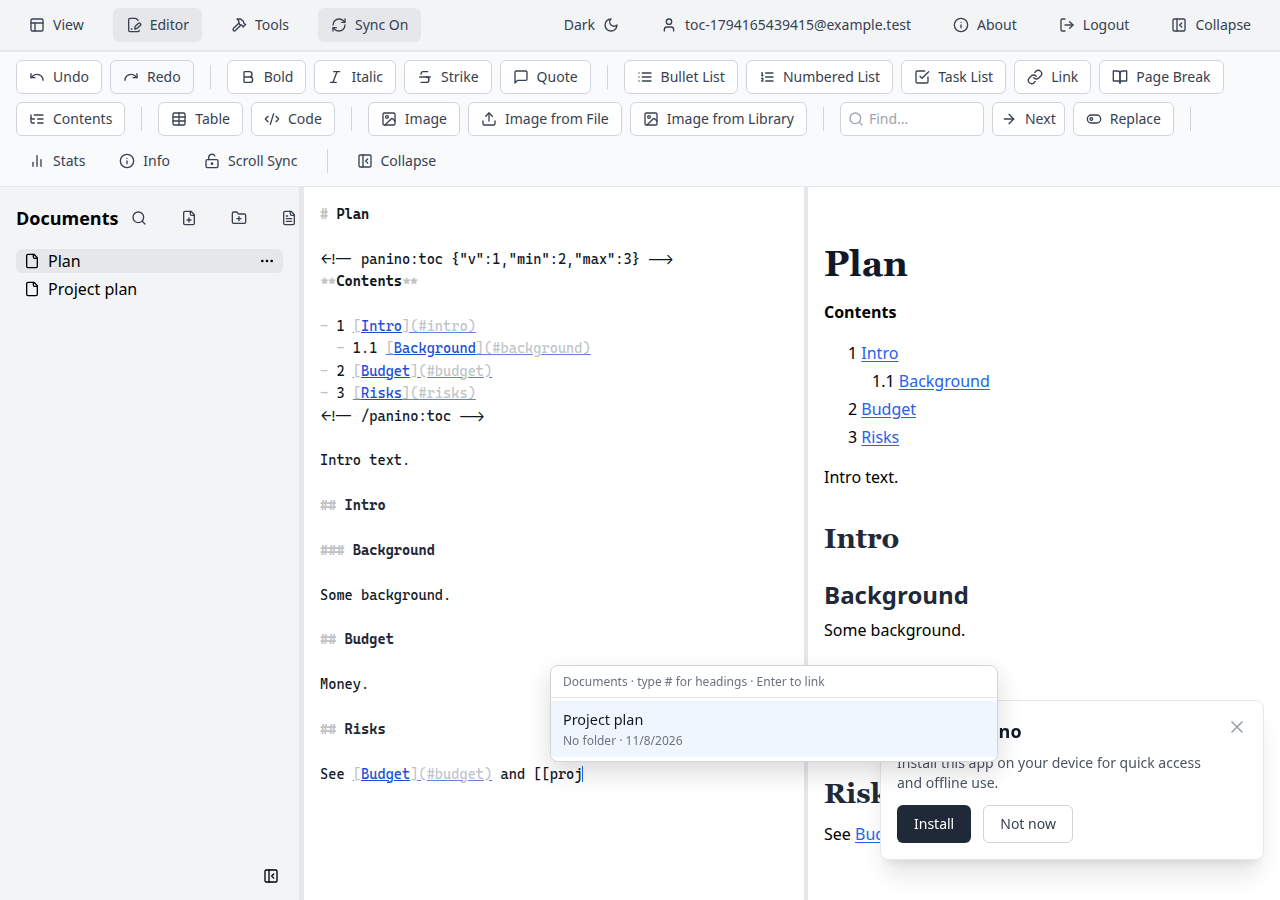 View Editor Tools Sync On Dark toc-1794165439415@example.test About Logout Collapse
Undo Redo Bold Italic Strike Quote Bullet List Numbered List Task List Link Page Break
Contents Table Code Image Image from File Image from Library Find... Next Replace
Stats Info Scroll Sync Collapse
Documents
Plan
Project plan
# Plan
<!-- panino:toc {"v":1,"min":2,"max":3} -->
**Contents**
- 1 [Intro](#intro)
- 1.1 [Background](#background)
- 2 [Budget](#budget)
- 3 [Risks](#risks)
<!-- /panino:toc -->
Intro text.
## Intro
### Background
Some background.
## Budget
Money.
## Risks
See [Budget](#budget) and [[proj
Documents · type # for headings · Enter to link
Project plan
No folder · 11/8/2026
Plan
Contents
1 Intro
1.1 Background
2 Budget
3 Risks
Intro text.
Intro
Background
Some background.
See
no
Install this app on your device for quick access
and offline use.
Install Not now